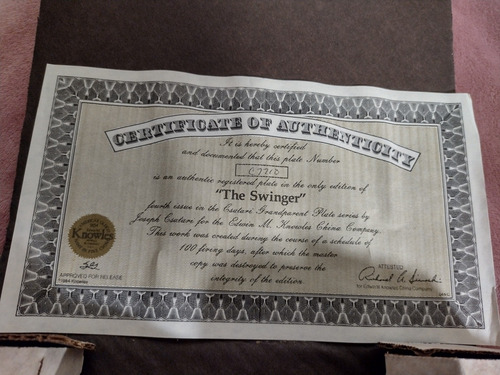 CERTIFICATE OF AUTHENTICITY
It is hereby certified
and documented that this plate Number
is an authentic registered plate in the only edition of
"The Swinger"
fourth issue in the Csatari Grandparent Plate series by
Joseph Csatari for the Edwin M. Knowles China Company.
This work was created during the course of a schedule of
100 firing days, after which the master
copy was destroyed to preserve the
integrity of the edition.
Knowles
APPROVED FOR RELEASE
ATTESTED
for Edwin M. Knowles China Company